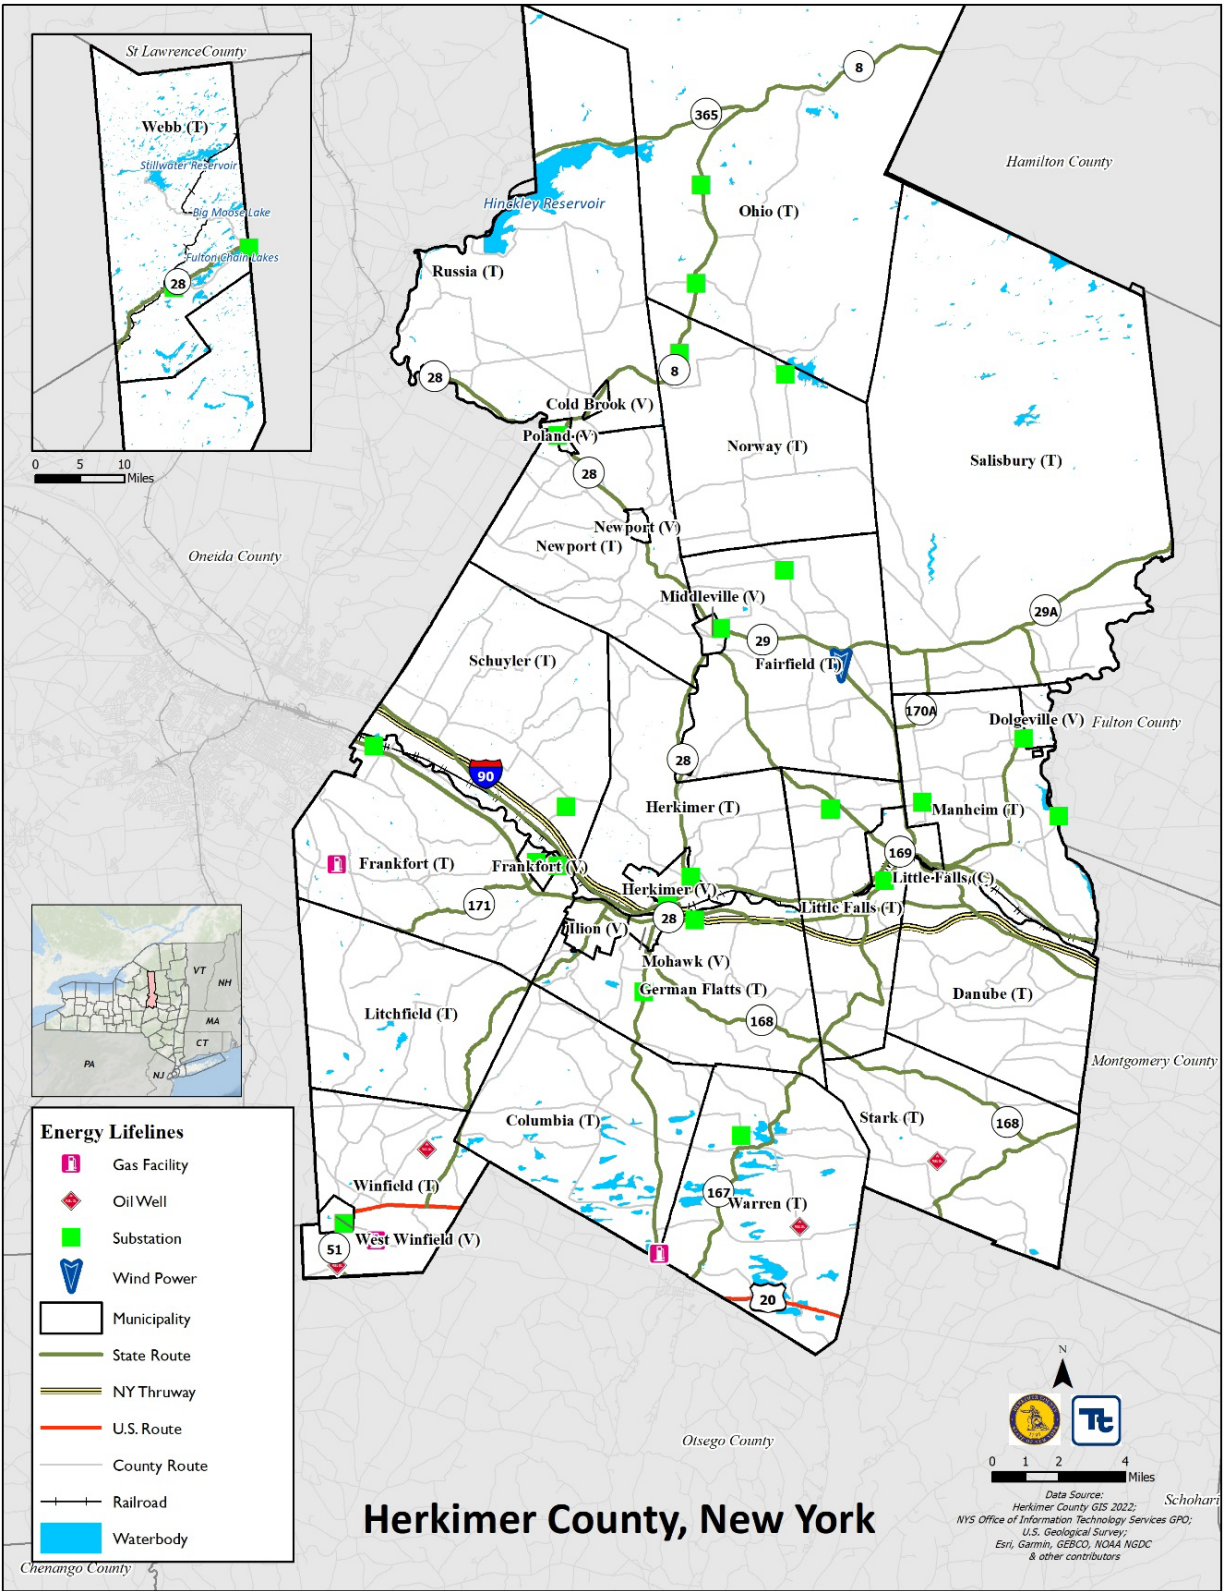 St LawrenceCounty
Webb (T)
Stillwater Reservoir
Big Moose Lake
Fulton Chain Lakes
28
0 5 10
Miles
8
365
Hamilton County
Hinckley Reservoir
Ohio (T)
Russia (T)
8
28
Cold Brook (V)
Poland (V)
Norway (T)
Salisbury (T)
28
Newport (V)
Newport (T)
Oneida County
Middleville (V)
29A
29
Fairfield (T)
Schuyler (T)
170A
Dolgeville (V)
Fulton County
28
90
Herkimer (T)
Manheim (T)
169
Frankfort (T)
Frankfort (V)
Little Falls (C)
Herkimer (V)
171
Little Falls (T)
28
Ilion (V)
Mohawk (V)
German Flatts (T)
Danube (T)
168
Litchfield (T)
VT
NH
MA
CT
PA
NJ
Montgomery County
Columbia (T)
Stark (T)
168
Winfield (T)
167
Warren (T)
West Winfield (V)
51
20
Energy Lifelines
Gas Facility
Oil Well
Substation
Wind Power
Municipality
State Route
NY Thruway
U.S. Route
County Route
Railroad
Waterbody
Chenango County
Otsego County
N
Tt
0 1 2 4
Miles
Schohari
Data Source:
Herkimer County GIS 2022;
NYS Office of Information Technology Services GPO;
U.S. Geological Survey;
Esri, Garmin, GEBCO, NOAA NGDC
& other contributors
Herkimer County, New York